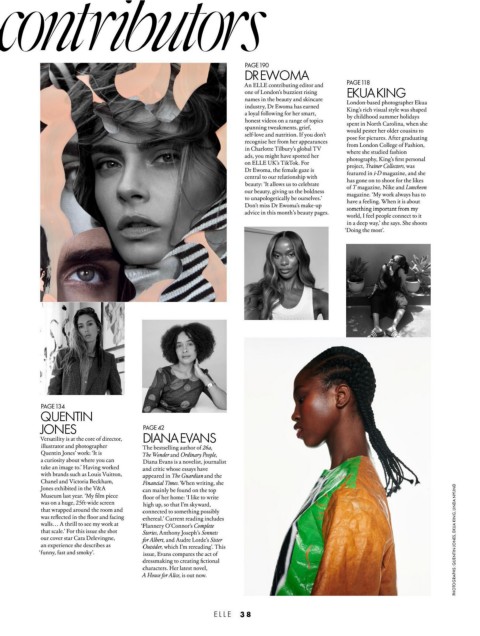 contributors
PAGE 190
DR EWOMA
An ELLE contributing editor and
one of London's buzziest rising
names in the beauty and skincare
industry, Dr Ewoma has earned
a loyal following for her smart,
honest videos on a range of topics
spanning tweakments, grief,
self-love and nutrition. If you don't
recognise her from her appearances
in Charlotte Tilbury's global TV
ads, you might have spotted her
on ELLE UK's TikTok. For
Dr Ewoma, the female gaze is
central to our relationship with
beauty: 'It allows us to celebrate
our beauty, giving us the boldness
to unapologetically be ourselves.'
Don't miss Dr Ewoma's make-up
advice in this month's beauty pages.
PAGE 118
EKUA KING
London-based photographer Ekua
King's rich visual style was shaped
by childhood summer holidays
spent in North Carolina, when she
would pester her older cousins to
pose for pictures. After graduating
from London College of Fashion,
where she studied fashion
photography, King's first personal
project, Trainer Collectors, was
featured in i-D magazine, and she
has gone on to shoot for the likes
of T magazine, Nike and Luncheon
magazine. 'My work always has to
have a feeling. When it is about
something important from my
world, I feel people connect to it
in a deep way,' she says. She shoots
'Doing the most'.
PAGE 134
QUENTIN
JONES
Versatility is at the core of director,
illustrator and photographer
Quentin Jones' work: 'It is
a curiosity about where you can
take an image to.' Having worked
with brands such as Louis Vuitton,
Chanel and Victoria Beckham,
Jones exhibited in the V&A
Museum last year. 'My film piece
was on a huge, 25ft-wide screen
that wrapped around the room and
was reflected in the floor and facing
walls… A thrill to see my work at
that scale.' For this issue she shot
our cover star Cara Delevingne,
an experience she describes as
'funny, fast and smoky'.
PAGE 42
DIANA EVANS
The bestselling author of 26a,
The Wonder and Ordinary People,
Diana Evans is a novelist, journalist
and critic whose essays have
appeared in The Guardian and the
Financial Times. When writing, she
can mainly be found on the top
floor of her home: 'I like to write
high up, so that I'm skyward,
connected to something possibly
ethereal.' Current reading includes
'Flannery O'Connor's Complete
Stories, Anthony Joseph's Sonnets
for Albert, and Audre Lorde's Sister
Outsider, which I'm rereading'. This
issue, Evans compares the act of
dressmaking to creating fictional
characters. Her latest novel,
A House for Alice, is out now.
ELLE 38